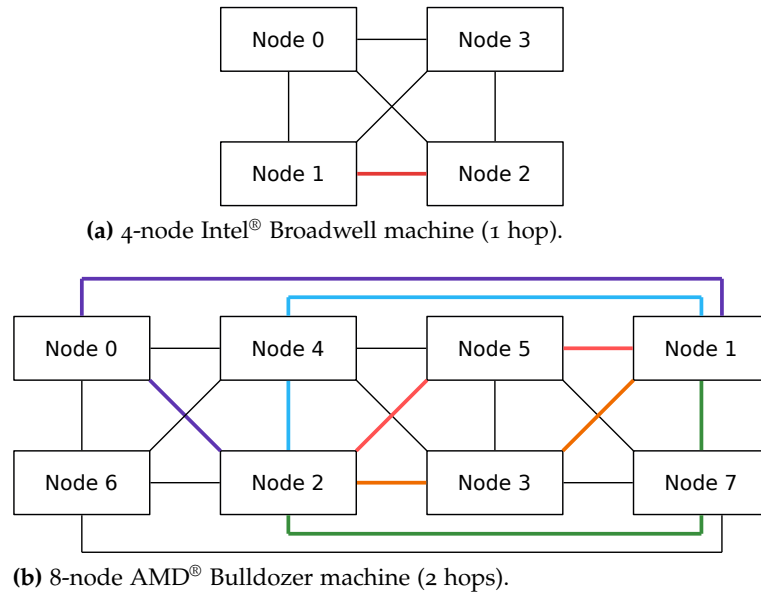 Node 0 Node 3
Node 1 Node 2
(a) 4-node Intel® Broadwell machine (1 hop).
Node 0 Node 4 Node 5 Node 1
Node 6 Node 2 Node 3 Node 7
(b) 8-node AMD® Bulldozer machine (2 hops).